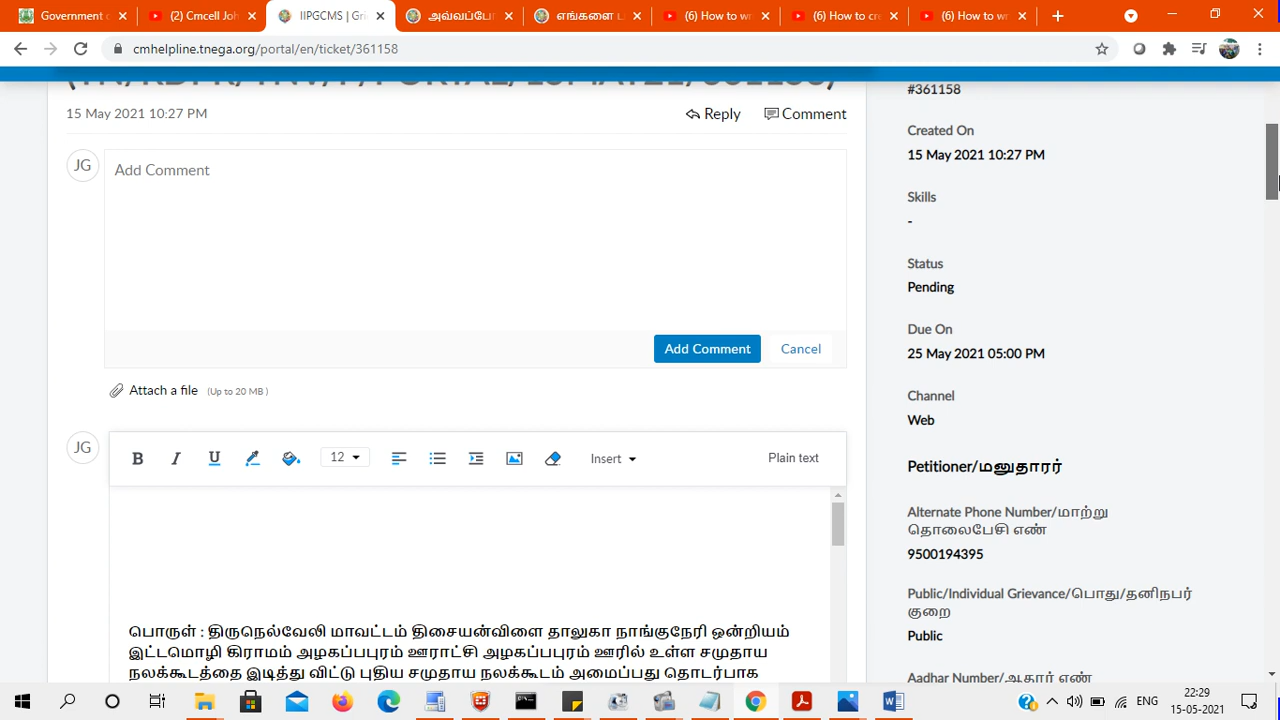 Government o
(2) Cmcell Joh
IIPGCMS | Gri
அவ்வப்போ
எங்களை ப
(6) How to wr
(6) How to cre
(6) How to wr
cmhelpline.tnega.org/portal/en/ticket/361158
15 May 2021 10:27 PM
Reply
Comment
JG
Add Comment
Add Comment
Cancel
Attach a file (Up to 20 MB )
JG
B I U 12 Insert Plain text
பொருள் : திருநெல்வேலி மாவட்டம் திசையன்விளை தாலுகா நாங்குநேரி ஒன்றியம்
இட்டமொழி கிராமம் அழகப்பபுரம் ஊராட்சி அழகப்பபுரம் ஊரில் உள்ள சமுதாய
நலக்கூடத்தை இடித்து விட்டு புதிய சமுதாய நலக்கூடம் அமைப்பது தொடர்பாக
#361158
Created On
15 May 2021 10:27 PM
Skills
-
Status
Pending
Due On
25 May 2021 05:00 PM
Channel
Web
Petitioner/மனுதாரர்
Alternate Phone Number/மாற்று
தொலைபேசி எண்
9500194395
Public/Individual Grievance/பொது/தனிநபர்
குறை
Public
Aadhar Number/ஆதார் எண்
ENG
22:29
15-05-2021